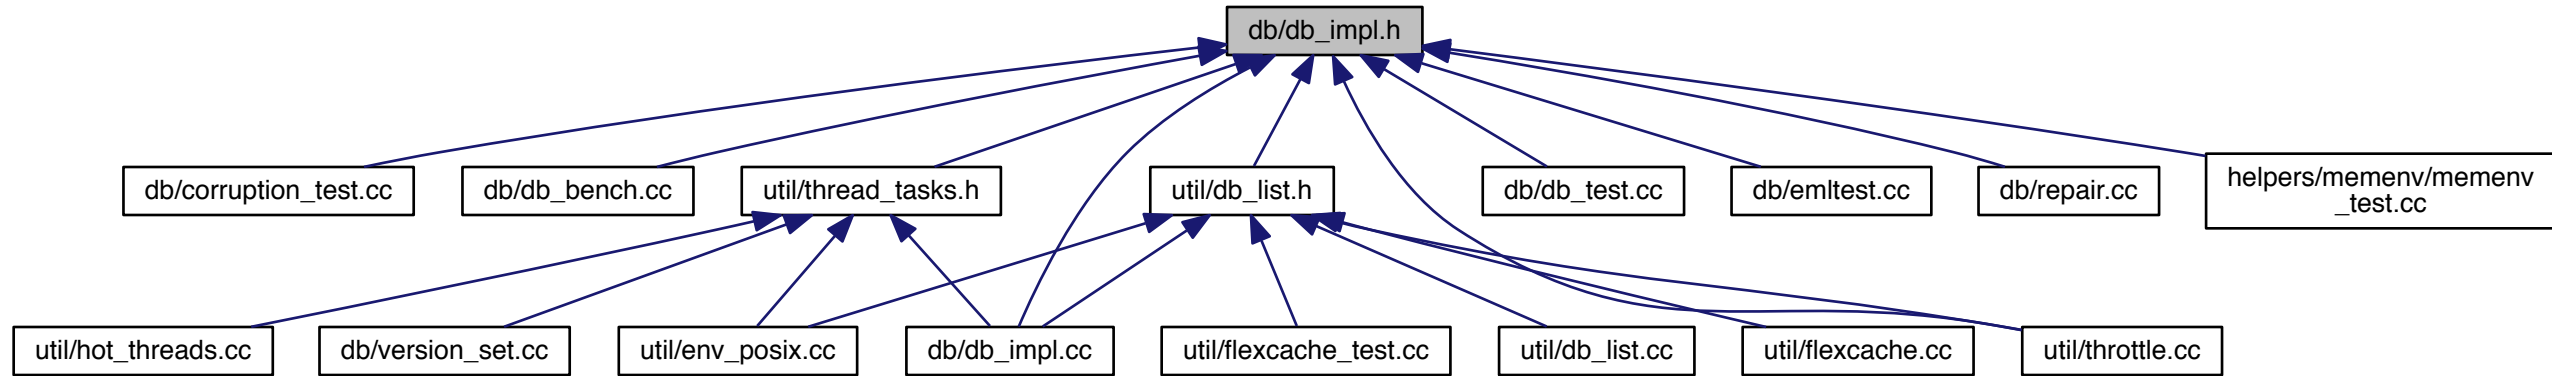 db/db_impl.h
db/corruption_test.cc
db/db_bench.cc
util/thread_tasks.h
util/db_list.h
db/db_test.cc
db/emltest.cc
db/repair.cc
helpers/memenv/memenv
_test.cc
util/hot_threads.cc
db/version_set.cc
util/env_posix.cc
db/db_impl.cc
util/flexcache_test.cc
util/db_list.cc
util/flexcache.cc
util/throttle.cc